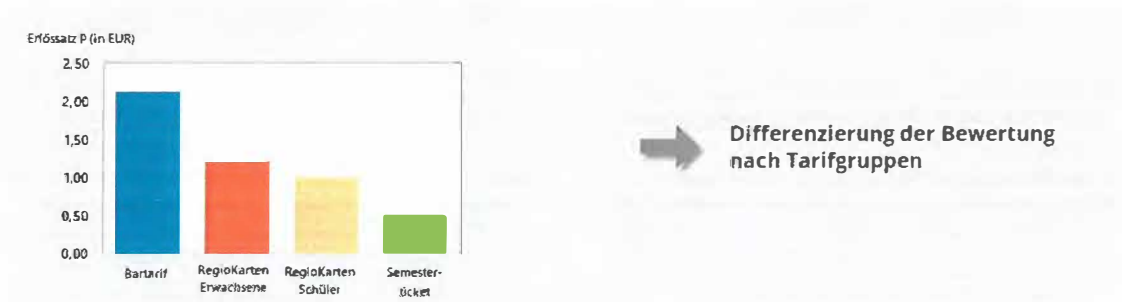 Erlössatz P (in EUR)
2,50
2,00
1,50
1,00
0,50
0,00
Bartarif
RegioKarten
Erwachsene
RegioKarten
Schüler
Semester-
ticket
Differenzierung der Bewertung
nach Tarifgruppen